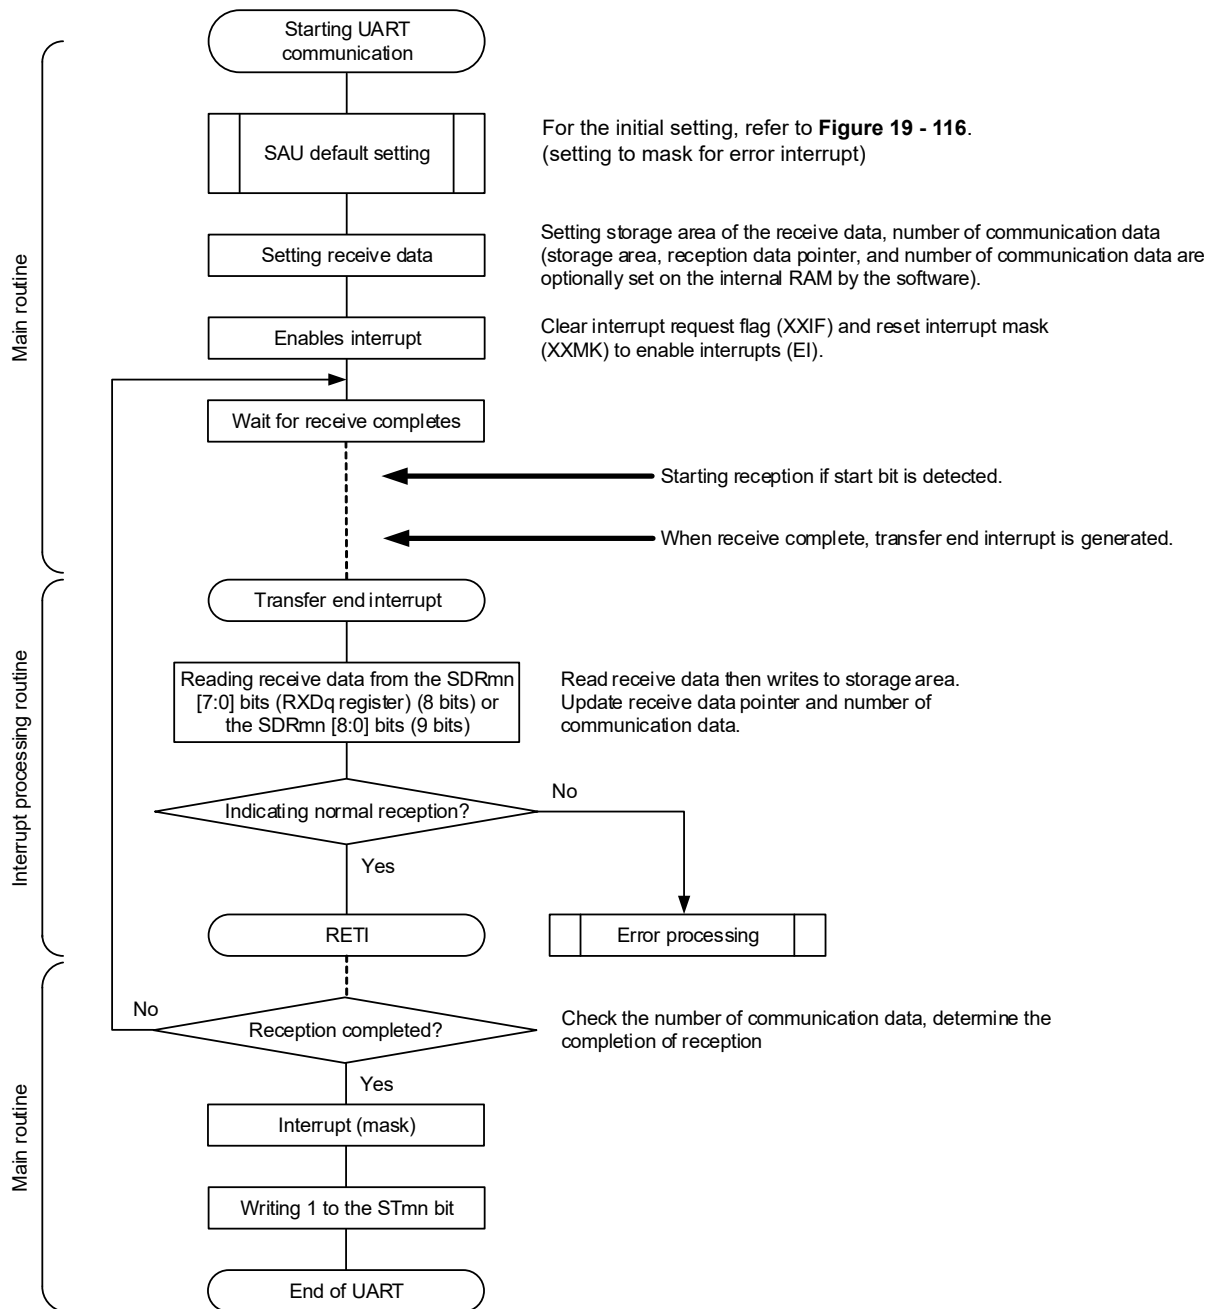 Starting UART
communication
SAU default setting
For the initial setting, refer to Figure 19 - 116.
(setting to mask for error interrupt)
Main routine
Setting receive data
Setting storage area of the receive data, number of communication data
(storage area, reception data pointer, and number of communication data are
optionally set on the internal RAM by the software).
Enables interrupt
Clear interrupt request flag (XXIF) and reset interrupt mask
(XXMK) to enable interrupts (EI).
Wait for receive completes
Starting reception if start bit is detected.
When receive complete, transfer end interrupt is generated.
Transfer end interrupt
Interrupt processing routine
Reading receive data from the SDRmn
[7:0] bits (RXDq register) (8 bits) or
the SDRmn [8:0] bits (9 bits)
Read receive data then writes to storage area.
Update receive data pointer and number of
communication data.
Indicating normal reception?
No
Yes
RETI
Error processing
Main routine
No
Reception completed?
Check the number of communication data, determine the
completion of reception
Yes
Interrupt (mask)
Writing 1 to the STmn bit
End of UART